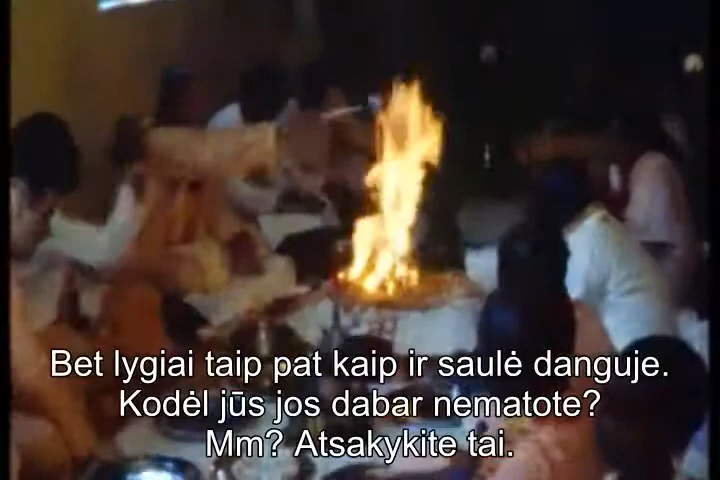 Bet lygiai taip pat kaip ir saulė danguje.
Kodėl jūs jos dabar nematote?
Mm? Atsakykite tai.